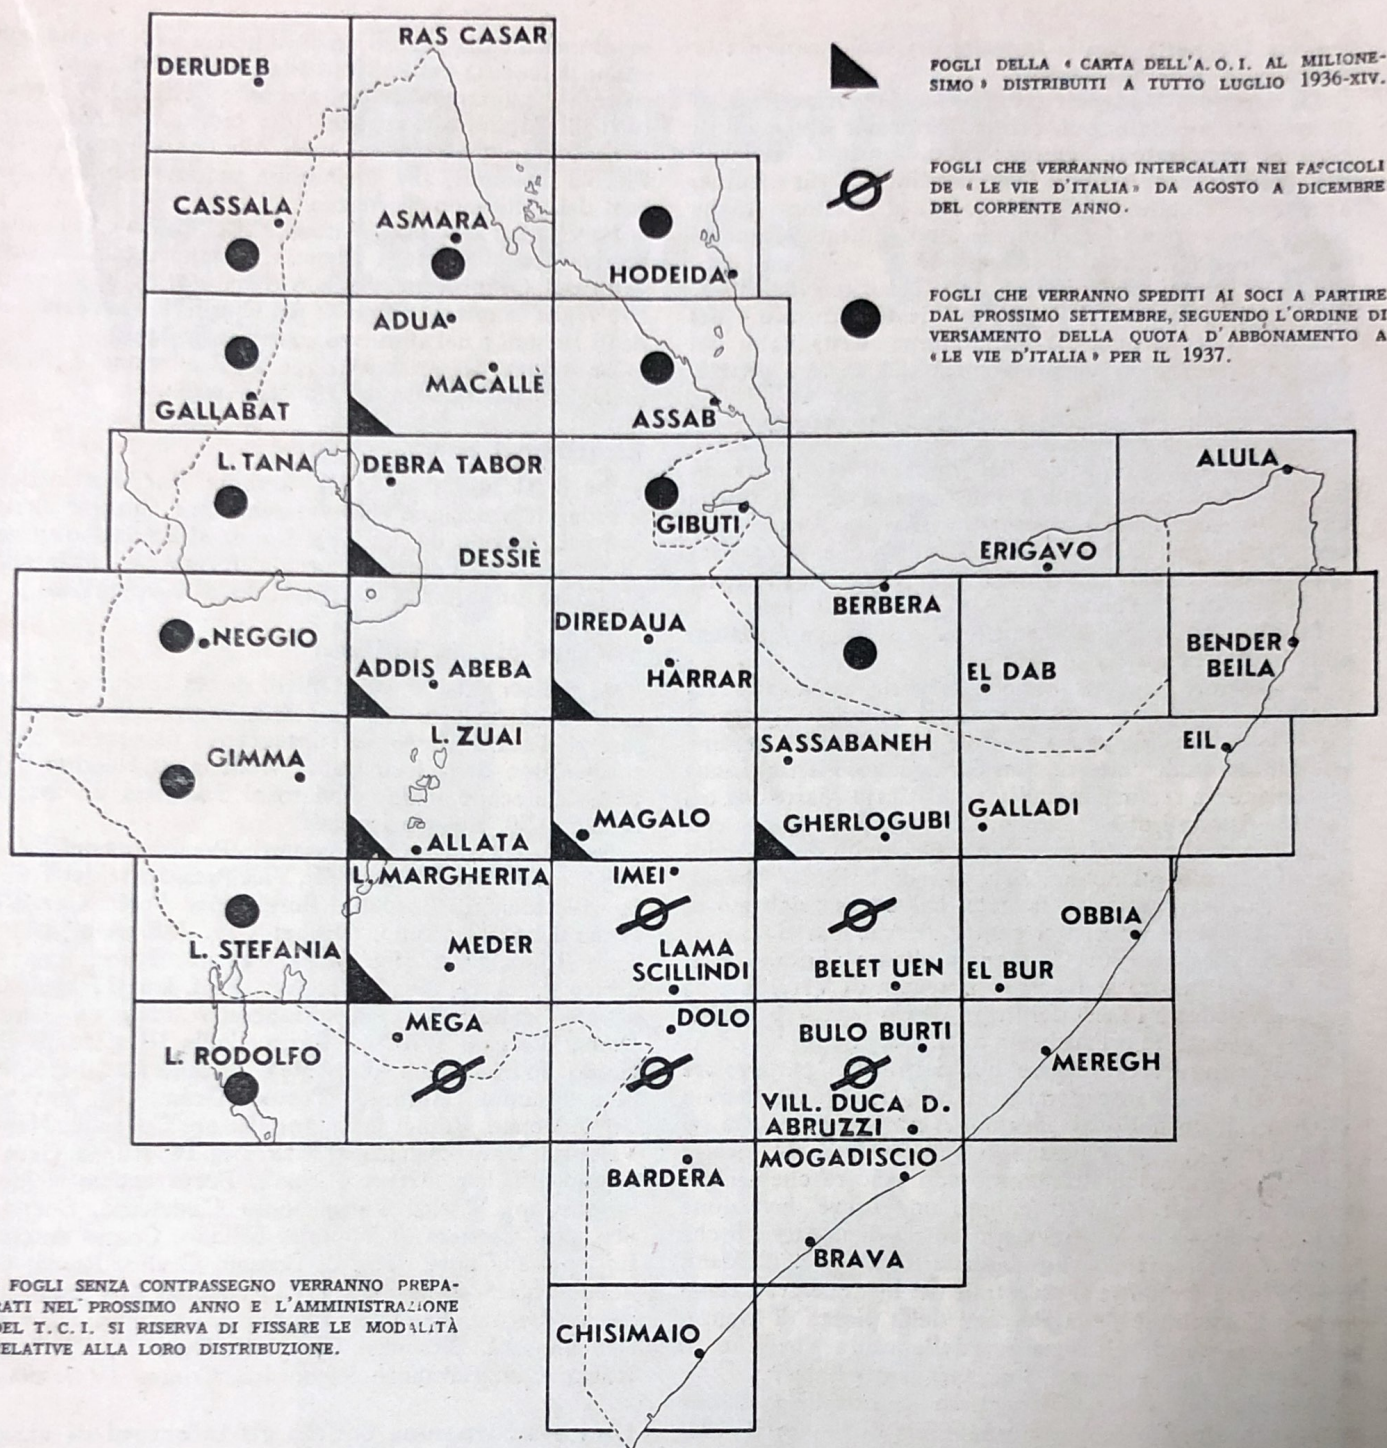 RAS CASAR
DERUDEB
FOGLI DELLA « CARTA DELL'A. O. I. AL MILIONE-
SIMO » DISTRIBUITI A TUTTO LUGLIO 1936-XIV.
FOGLI CHE VERRANNO INTERCALATI NEI FASCICOLI
DE « LE VIE D'ITALIA » DA AGOSTO A DICEMBRE
DEL CORRENTE ANNO.
FOGLI CHE VERRANNO SPEDITI AI SOCI A PARTIRE
DAL PROSSIMO SETTEMBRE, SEGUENDO L'ORDINE DI
VERSAMENTO DELLA QUOTA D'ABBONAMENTO A
« LE VIE D'ITALIA » PER IL 1937.
CASSALA
ASMARA
HODEIDA
ADUA
MACALLÈ
GALLABAT
ASSAB
L. TANA
DEBRA TABOR
DESSIÈ
GIBUTI
ERIGAVO
ALULA
NEGGIO
ADDIS ABEBA
DIREDAUA
HARRAR
BERBERA
EL DAB
BENDER
BEILA
GIMMA
L. ZUAI
ALLATA
MAGALO
SASSABANEH
GHERLOGUBI
GALLADI
EIL
L. STEFANIA
L. MARGHERITA
MEDER
IMEI
LAMA
SCILLINDI
BELET UEN
EL BUR
OBBIA
L. RODOLFO
MEGA
DOLO
BULO BURTI
VILL. DUCA D.
ABRUZZI
MEREGH
BARDERA
MOGADISCIO
BRAVA
CHISIMAIO
FOGLI SENZA CONTRASSEGNO VERRANNO PREPA-
RATI NEL PROSSIMO ANNO E L'AMMINISTRAZIONE
DEL T. C. I. SI RISERVA DI FISSARE LE MODALITÀ
RELATIVE ALLA LORO DISTRIBUZIONE.